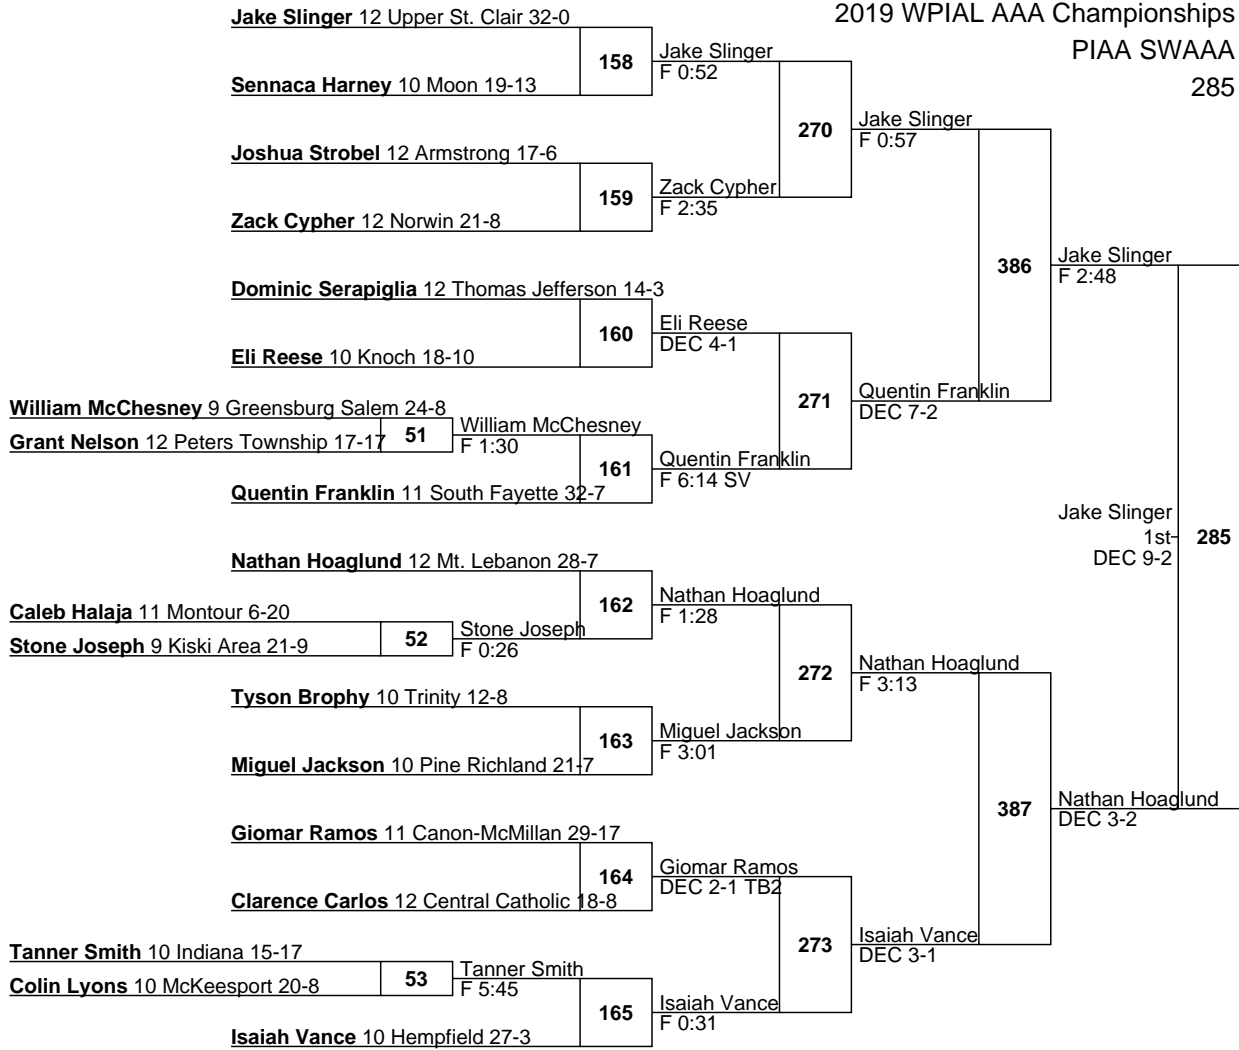 2019 WPIAL AAA Championships
PIAA SWAAA
285
Jake Slinger 12 Upper St. Clair 32-0
158
Jake Slinger
F 0:52
Sennaca Harney 10 Moon 19-13
270
Jake Slinger
F 0:57
Joshua Strobel 12 Armstrong 17-6
159
Zack Cypher
F 2:35
Zack Cypher 12 Norwin 21-8
386
Jake Slinger
F 2:48
Dominic Serapiglia 12 Thomas Jefferson 14-3
160
Eli Reese
DEC 4-1
Eli Reese 10 Knoch 18-10
271
Quentin Franklin
DEC 7-2
William McChesney 9 Greensburg Salem 24-8
51
William McChesney
F 1:30
Grant Nelson 12 Peters Township 17-17
161
Quentin Franklin
F 6:14 SV
Quentin Franklin 11 South Fayette 32-7
Jake Slinger
1st
DEC 9-2
285
Nathan Hoaglund 12 Mt. Lebanon 28-7
162
Nathan Hoaglund
F 1:28
Caleb Halaja 11 Montour 6-20
52
Stone Joseph
F 0:26
Stone Joseph 9 Kiski Area 21-9
272
Nathan Hoaglund
F 3:13
Tyson Brophy 10 Trinity 12-8
163
Miguel Jackson
F 3:01
Miguel Jackson 10 Pine Richland 21-7
387
Nathan Hoaglund
DEC 3-2
Giomar Ramos 11 Canon-McMillan 29-17
164
Giomar Ramos
DEC 2-1 TB2
Clarence Carlos 12 Central Catholic 18-8
273
Isaiah Vance
DEC 3-1
Tanner Smith 10 Indiana 15-17
53
Tanner Smith
F 5:45
Colin Lyons 10 McKeesport 20-8
165
Isaiah Vance
F 0:31
Isaiah Vance 10 Hempfield 27-3